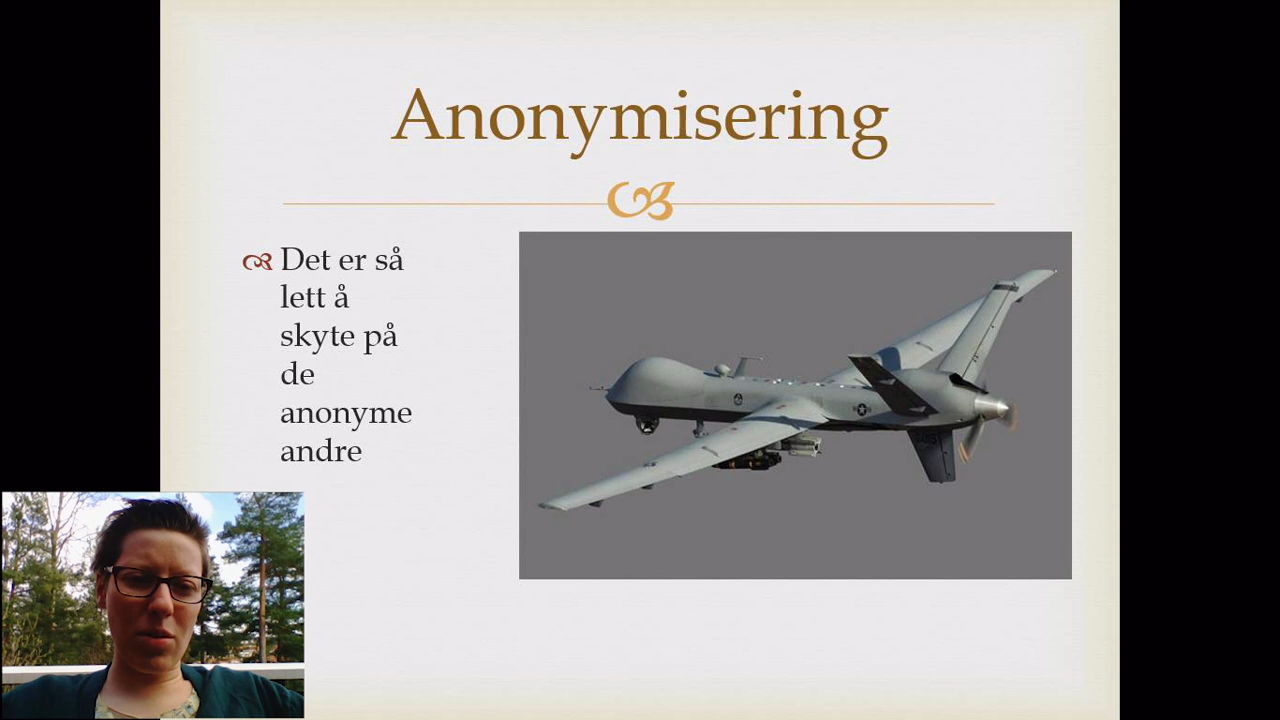 Anonymisering
Det er så
lett å
skyte på
de
anonyme
andre